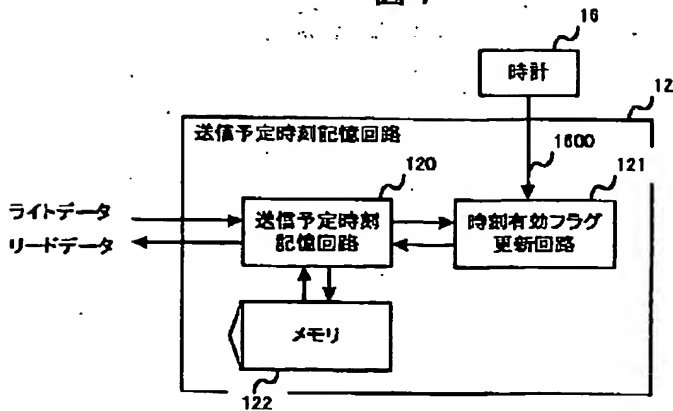 16
時計
12
送信予定時刻記憶回路
1600
120
121
ライトデータ
リードデータ
送信予定時刻
記憶回路
時刻有効フラグ
更新回路
メモリ
122